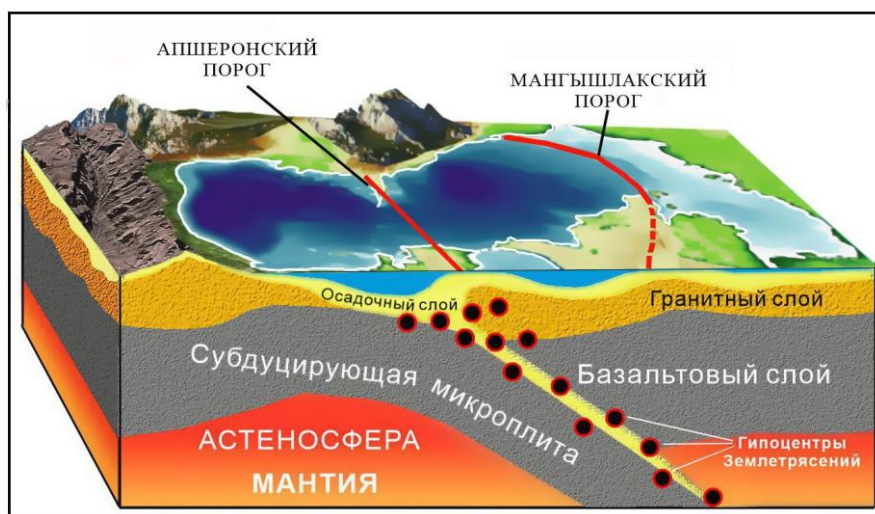 АПШЕРОНСКИЙ
ПОРОГ
МАНГЫШЛАКСКИЙ
ПОРОГ
Осадочный слой
Гранитный слой
Субдуцирующая микроплита
Базальтовый слой
АСТЕНОСФЕРА
МАНТИЯ
Гипоцентры
Землетрясений